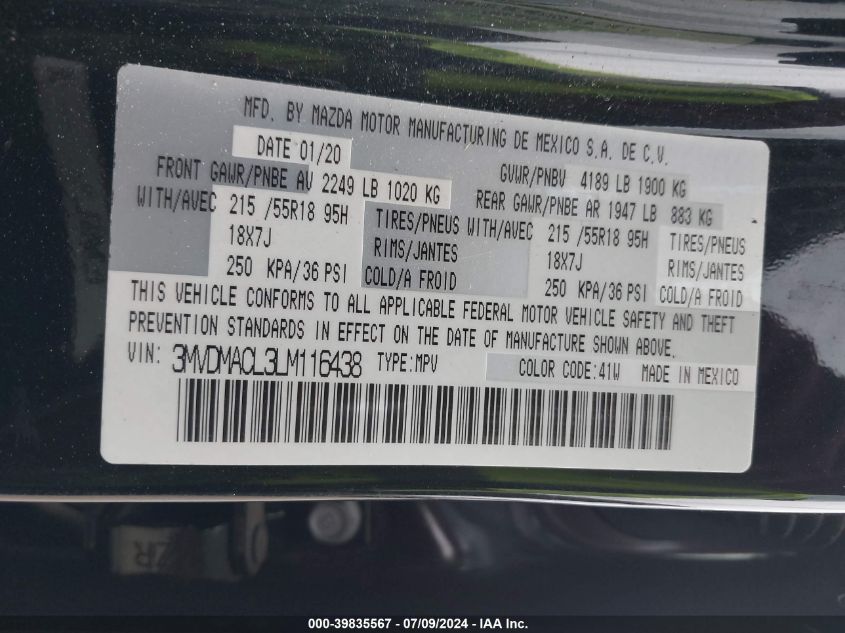 MFD. BY MAZDA MOTOR MANUFACTURING DE MEXICO S.A. DE C.V.
DATE 01/20 GVWR/PNBV 4189 LB 1900 KG
FRONT GAWR/PNBE AV 2249 LB 1020 KG REAR GAWR/PNBE AR 1947 LB 883 KG
WITH/AVEC 215 /55R18 95H TIRES/PNEUS WITH/AVEC 215 /55R18 95H TIRES/PNEUS
18X7J RIMS/JANTES 18X7J RIMS/JANTES
250 KPA/36 PSI COLD/A FROID 250 KPA/36 PSI COLD/A FROID
THIS VEHICLE CONFORMS TO ALL APPLICABLE FEDERAL MOTOR VEHICLE SAFETY AND THEFT
PREVENTION STANDARDS IN EFFECT ON THE DATE OF MANUFACTURE SHOWN ABOVE.
VIN: 3MVDMACL3LM116438 TYPE:MPV COLOR CODE:41W MADE IN MEXICO
000-39835567 - 07/09/2024 - IAA Inc.